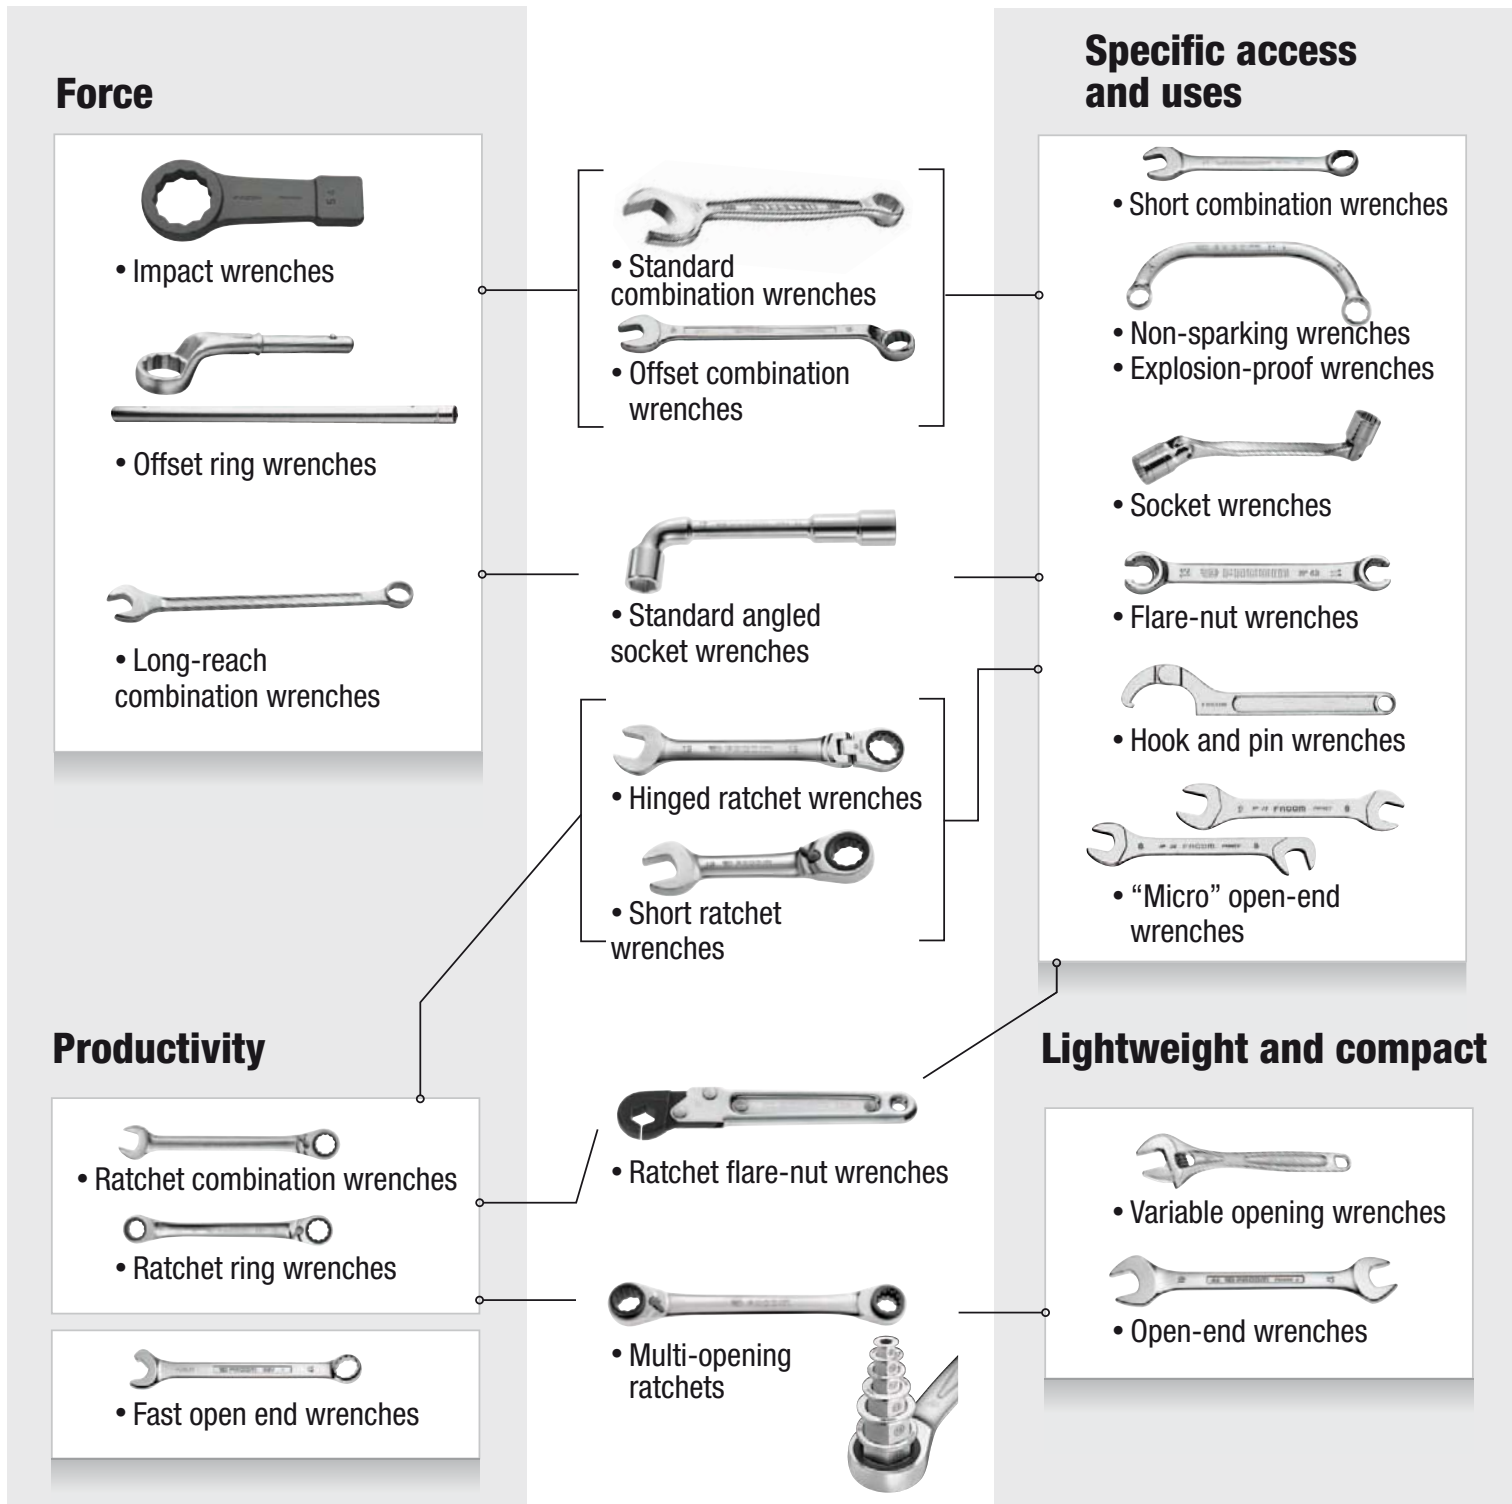 Force
• Impact wrenches
• Offset ring wrenches
• Long-reach
combination wrenches
• Standard
combination wrenches
• Offset combination
wrenches
• Standard angled
socket wrenches
• Hinged ratchet wrenches
• Short ratchet
wrenches
• Ratchet flare-nut wrenches
• Multi-opening
ratchets
Specific access
and uses
• Short combination wrenches
• Non-sparking wrenches
• Explosion-proof wrenches
• Socket wrenches
• Flare-nut wrenches
• Hook and pin wrenches
FACOM
FACOM
• “Micro” open-end
wrenches
Productivity
• Ratchet combination wrenches
• Ratchet ring wrenches
• Fast open end wrenches
Lightweight and compact
• Variable opening wrenches
• Open-end wrenches